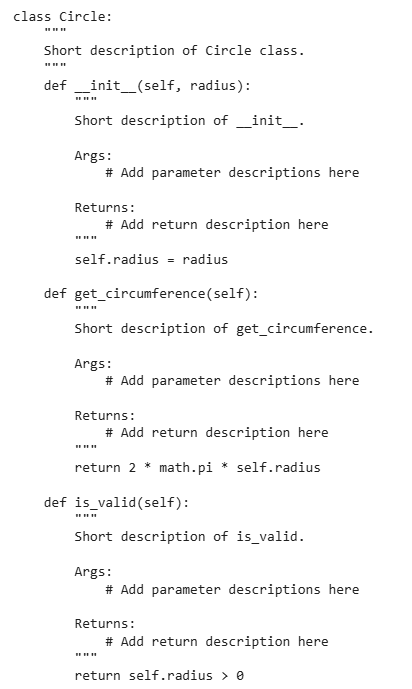 class Circle:
    """
    Short description of Circle class.
    """
    def __init__(self, radius):
        """
        Short description of __init__.

        Args:
            # Add parameter descriptions here

        Returns:
            # Add return description here
        """
        self.radius = radius

    def get_circumference(self):
        """
        Short description of get_circumference.

        Args:
            # Add parameter descriptions here

        Returns:
            # Add return description here
        """
        return 2 * math.pi * self.radius

    def is_valid(self):
        """
        Short description of is_valid.

        Args:
            # Add parameter descriptions here

        Returns:
            # Add return description here
        """
        return self.radius > 0